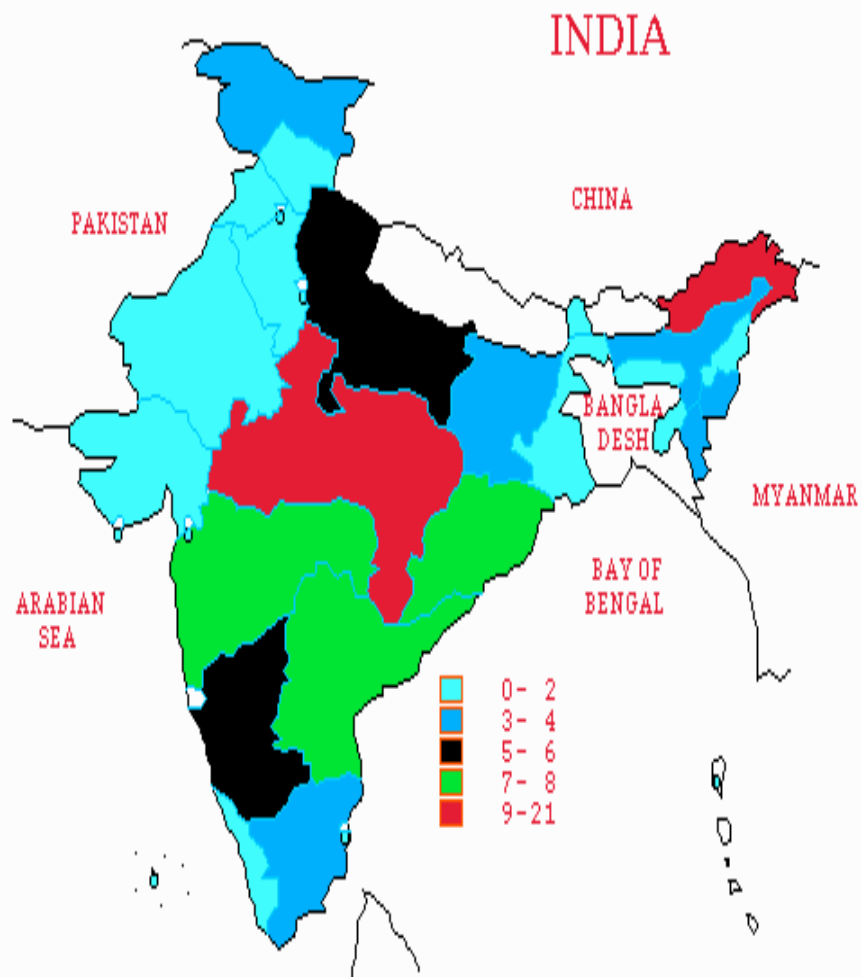 INDIA
CHINA
PAKISTAN
BANGLA
DESH
MYANMAR
BAY OF
BENGAL
ARABIAN
SEA
0- 2
3- 4
5- 6
7- 8
9-21